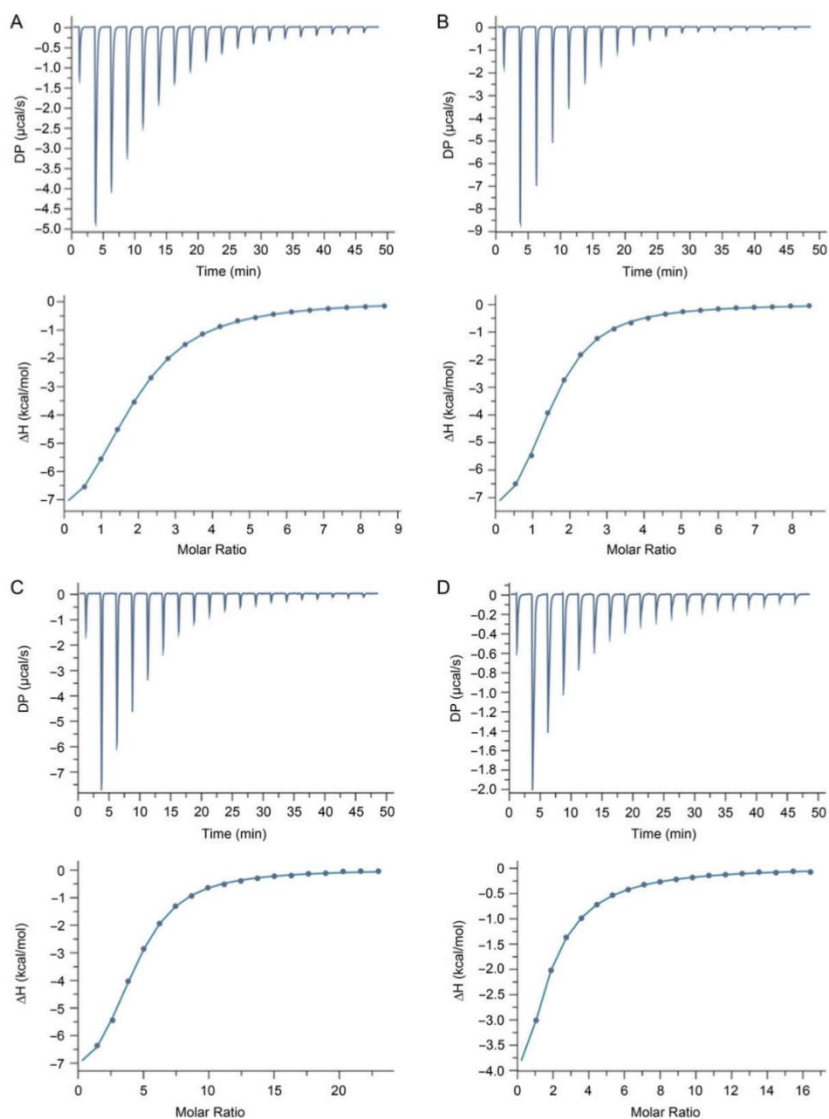 A
0
−0.5
−1.0
−1.5
−2.0
−2.5
−3.0
−3.5
−4.0
−4.5
−5.0
DP (µcal/s)
0 5 10 15 20 25 30 35 40 45 50
Time (min)
0
−1
−2
−3
−4
−5
−6
−7
ΔH (kcal/mol)
0 1 2 3 4 5 6 7 8 9
Molar Ratio
B
0
−1
−2
−3
−4
−5
−6
−7
−8
−9
DP (µcal/s)
0 5 10 15 20 25 30 35 40 45 50
Time (min)
0
−1
−2
−3
−4
−5
−6
−7
ΔH (kcal/mol)
0 1 2 3 4 5 6 7 8
Molar Ratio
C
0
−1
−2
−3
−4
−5
−6
−7
DP (µcal/s)
0 5 10 15 20 25 30 35 40 45 50
Time (min)
0
−1
−2
−3
−4
−5
−6
−7
ΔH (kcal/mol)
0 5 10 15 20
Molar Ratio
D
0
−0.2
−0.4
−0.6
−0.8
−1.0
−1.2
−1.4
−1.6
−1.8
−2.0
DP (µcal/s)
0 5 10 15 20 25 30 35 40 45 50
Time (min)
0
−0.5
−1.0
−1.5
−2.0
−2.5
−3.0
−3.5
−4.0
ΔH (kcal/mol)
0 2 4 6 8 10 12 14 16
Molar Ratio